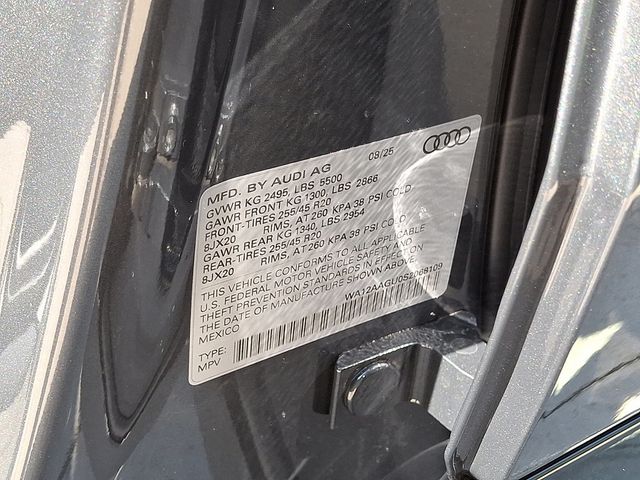 MFD. BY AUDI AG 09/25
GVWR KG 2495, LBS 5500
GAWR FRONT KG 1300, LBS 2866
FRONT-TIRES 255/45 R20
8JX20 RIMS, AT 260 KPA 38 PSI COLD
GAWR REAR KG 1340, LBS 2954
REAR-TIRES 255/45 R20
8JX20 RIMS, AT 260 KPA 38 PSI COLD
THIS VEHICLE CONFORMS TO ALL APPLICABLE
U.S. FEDERAL MOTOR VEHICLE SAFETY AND
THEFT PREVENTION STANDARDS IN EFFECT ON
THE DATE OF MANUFACTURE SHOWN ABOVE.
MEXICO WA12AAGU0S2068109
TYPE:
MPV